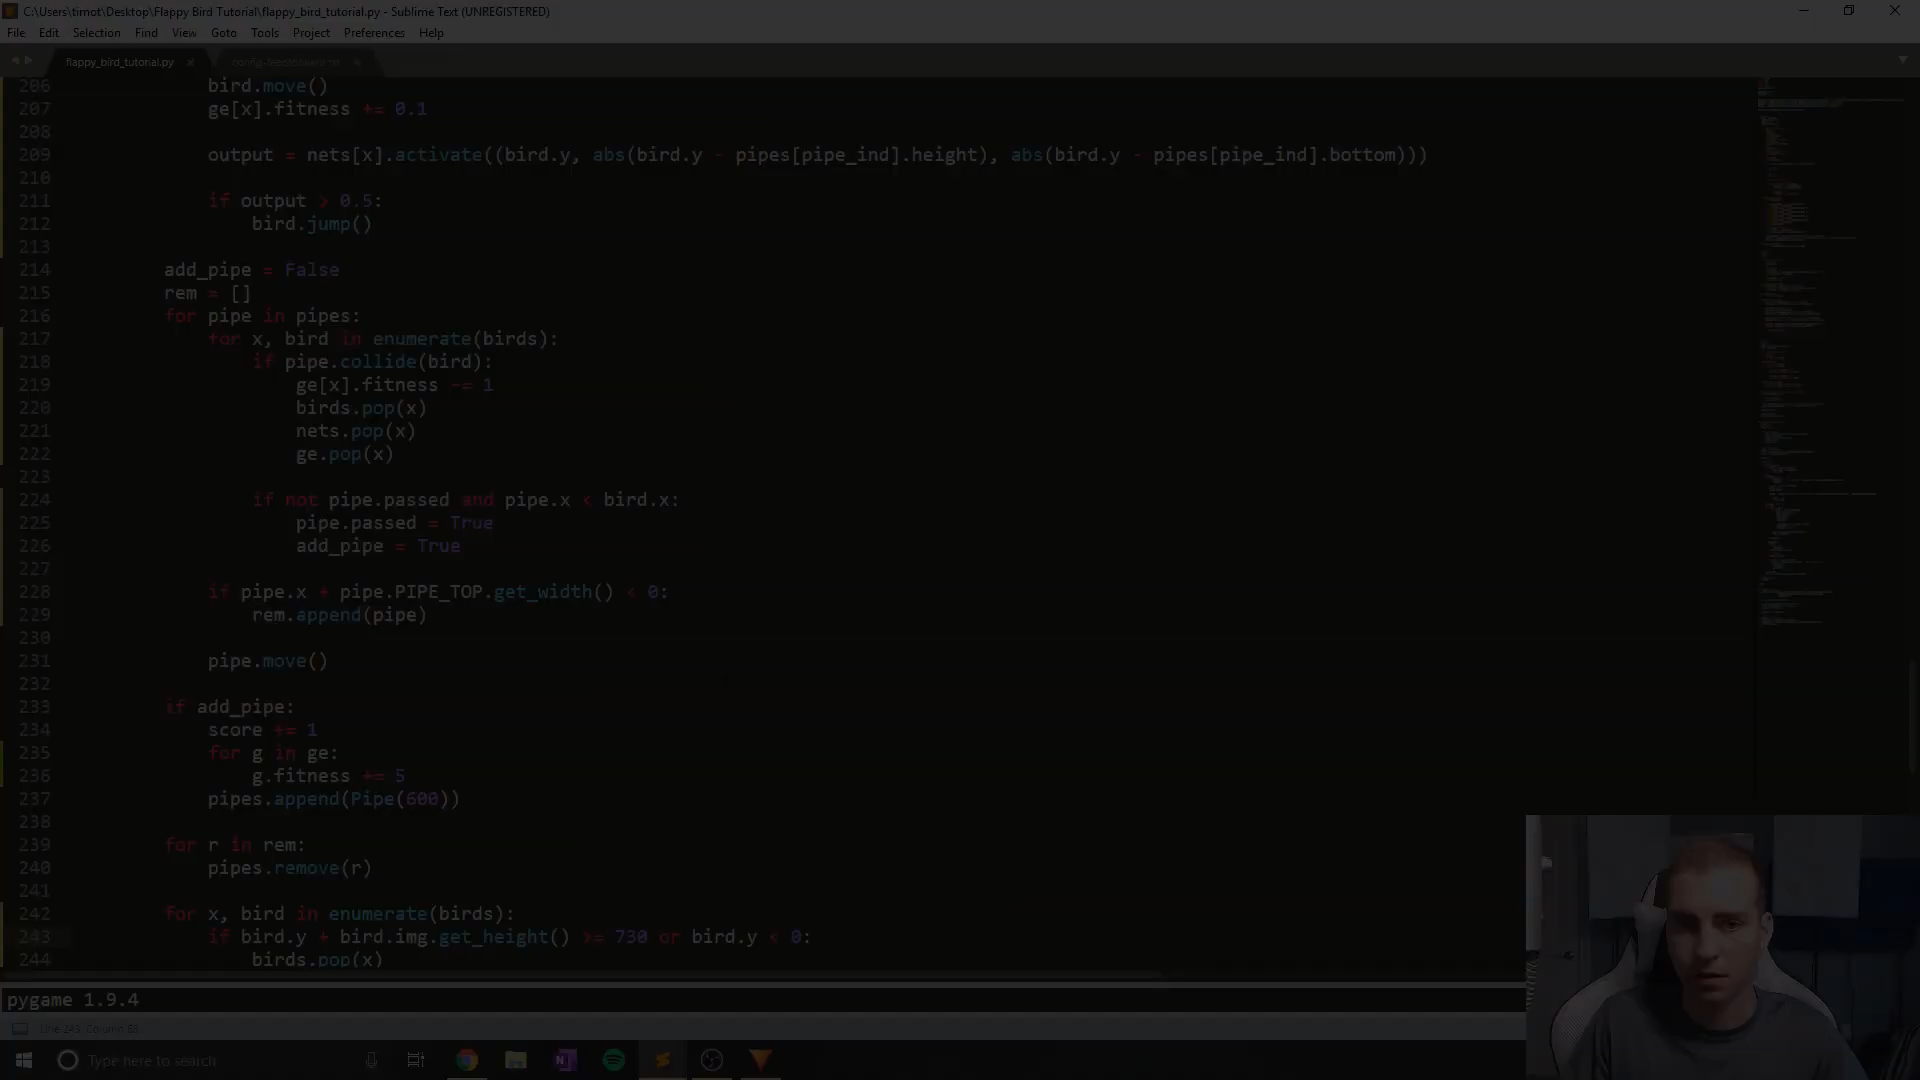 C:\Users\timot\Desktop\Flappy Bird Tutorial\flappy_bird_tutorial.py - Sublime Text (UNREGISTERED)
File Edit Selection Find View Goto Tools Project Preferences Help
flappy_bird_tutorial.py
206 bird.move()
207 ge[x].fitness += 0.1
208
209 output = nets[x].activate((bird.y, abs(bird.y - pipes[pipe_ind].height), abs(bird.y - pipes[pipe_ind].bottom)))
210
211 if output > 0.5:
212 bird.jump()
213
214 add_pipe = False
215 rem = []
216 for pipe in pipes:
217 for x, bird in enumerate(birds):
218 if pipe.collide(bird):
219 ge[x].fitness -= 1
220 birds.pop(x)
221 nets.pop(x)
222 ge.pop(x)
223
224 if not pipe.passed and pipe.x < bird.x:
225 pipe.passed = True
226 add_pipe = True
227
228 if pipe.x + pipe.PIPE_TOP.get_width() < 0:
229 rem.append(pipe)
230
231 pipe.move()
232
233 if add_pipe:
234 score += 1
235 for g in ge:
236 g.fitness += 5
237 pipes.append(Pipe(600))
238
239 for r in rem:
240 pipes.remove(r)
241
242 for x, bird in enumerate(birds):
243 if bird.y + bird.img.get_height() >= 730 or bird.y < 0:
244 birds.pop(x)
pygame 1.9.4
Line 243, Column 68
Type here to search